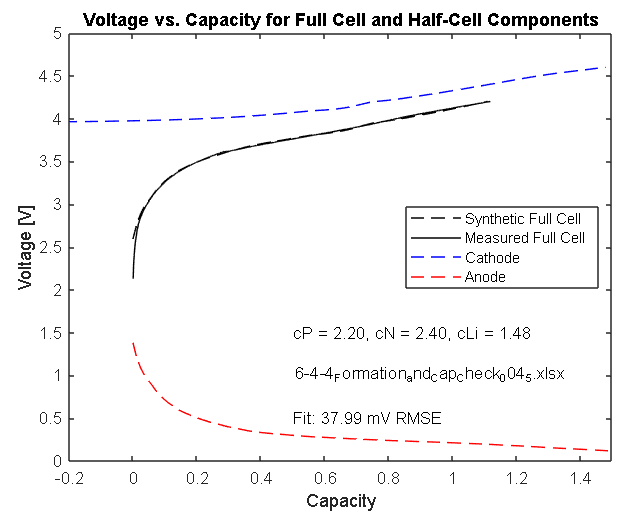 Voltage vs. Capacity for Full Cell and Half-Cell Components
5
4.5
4
3.5
3
2.5
2
1.5
1
0.5
0
Voltage [V]
Synthetic Full Cell
Measured Full Cell
Cathode
Anode
cP = 2.20, cN = 2.40, cLi = 1.48
6-4-4FormationandCapCheck0045.xlsx
Fit: 37.99 mV RMSE
-0.2 0 0.2 0.4 0.6 0.8 1 1.2 1.4
Capacity